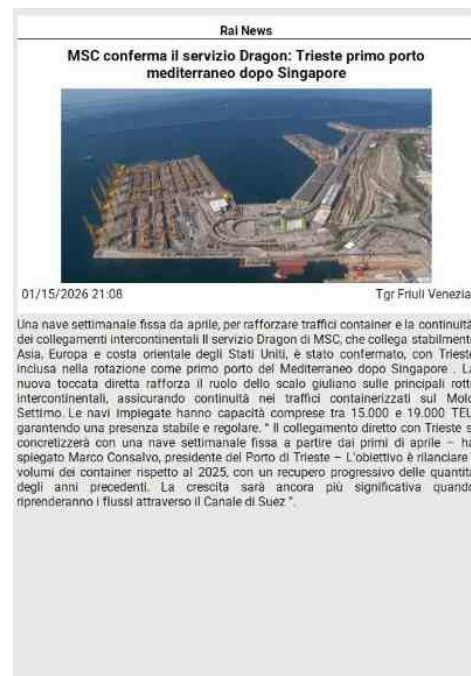 Rai News
MSC conferma il servizio Dragon: Trieste primo porto
mediterraneo dopo Singapore
01/15/2026 21:08
Tgr Friuli Venezia
Una nave settimanale fissa da aprile, per rafforzare traffici container e la continuità
dei collegamenti intercontinentali Il servizio Dragon di MSC, che collega stabilmente
Asia, Europa e costa orientale degli Stati Uniti, è stato confermato, con Trieste
inclusa nella rotazione come primo porto del Mediterraneo dopo Singapore . La
nuova toccata diretta rafforza il ruolo dello scalo giuliano sulle principali rotte
intercontinentali, assicurando continuità nei traffici containerizzati sul Molo
Settimo. Le navi impiegate hanno capacità comprese tra 15.000 e 19.000 TEU,
garantendo una presenza stabile e regolare. " Il collegamento diretto con Trieste si
concretizzerà con una nave settimanale fissa a partire dai primi di aprile – ha
spiegato Marco Consalvo, presidente del Porto di Trieste – L'obiettivo è rilanciare i
volumi dei container rispetto al 2025, con un recupero progressivo delle quantità
degli anni precedenti. La crescita sarà ancora più significativa quando
riprenderanno i flussi attraverso il Canale di Suez ".